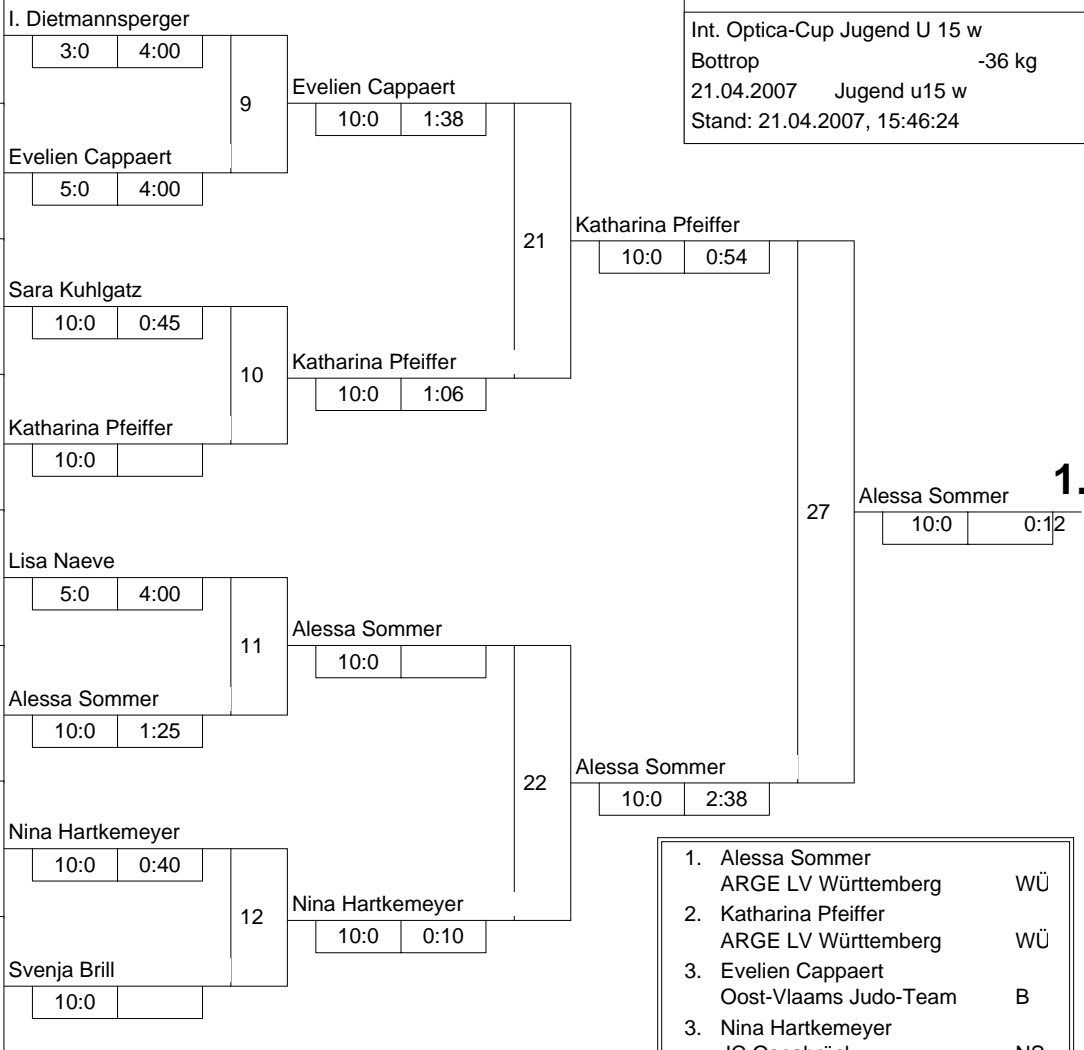 I. Dietmannsperger
3:0 4:00
9
Evelien Cappaert
10:0 1:38
Evelien Cappaert
5:0 4:00
Int. Optica-Cup Jugend U 15 w
Bottrop -36 kg
21.04.2007 Jugend u15 w
Stand: 21.04.2007, 15:46:24
21
Katharina Pfeiffer
10:0 0:54
Sara Kuhlgatz
10:0 0:45
10
Katharina Pfeiffer
10:0 1:06
Katharina Pfeiffer
10:0
27
Alessa Sommer 1.
10:0 0:12
Lisa Naeve
5:0 4:00
11
Alessa Sommer
10:0
Alessa Sommer
10:0 1:25
22
Alessa Sommer
10:0 2:38
Nina Hartkemeyer
10:0 0:40
12
Nina Hartkemeyer
10:0 0:10
Svenja Brill
10:0
1. Alessa Sommer
ARGE LV Württemberg WÜ
2. Katharina Pfeiffer
ARGE LV Württemberg WÜ
3. Evelien Cappaert
Oost-Vlaams Judo-Team B
3. Nina Hartkemeyer